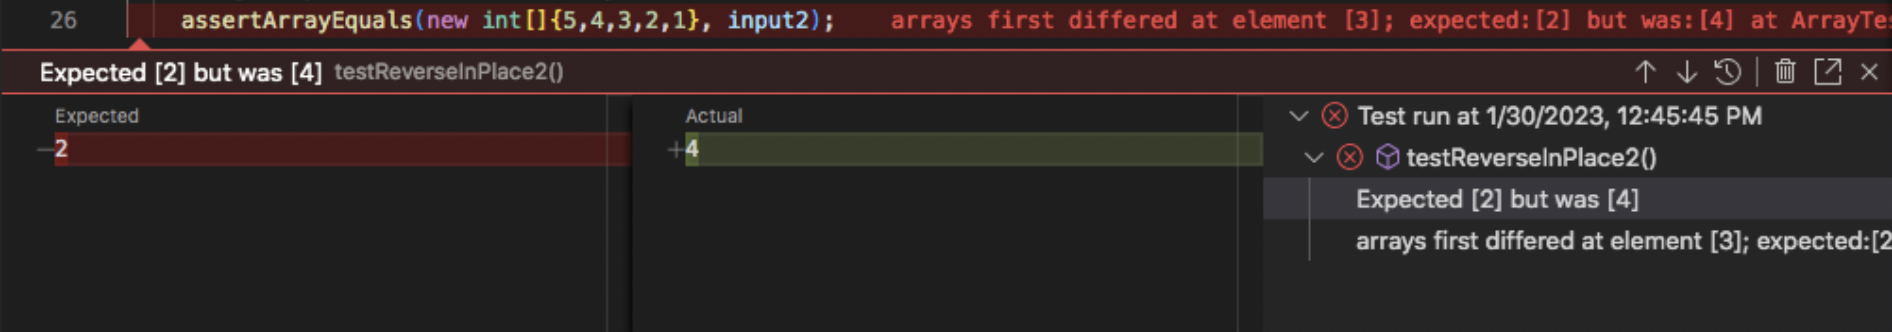 26 assertArrayEquals(new int[]{5,4,3,2,1}, input2); arrays first differed at element [3]; expected:[2] but was:[4] at ArrayTes
Expected [2] but was [4] testReverseInPlace2()
Expected
Actual
−2
+4
Test run at 1/30/2023, 12:45:45 PM
testReverseInPlace2()
Expected [2] but was [4]
arrays first differed at element [3]; expected:[2